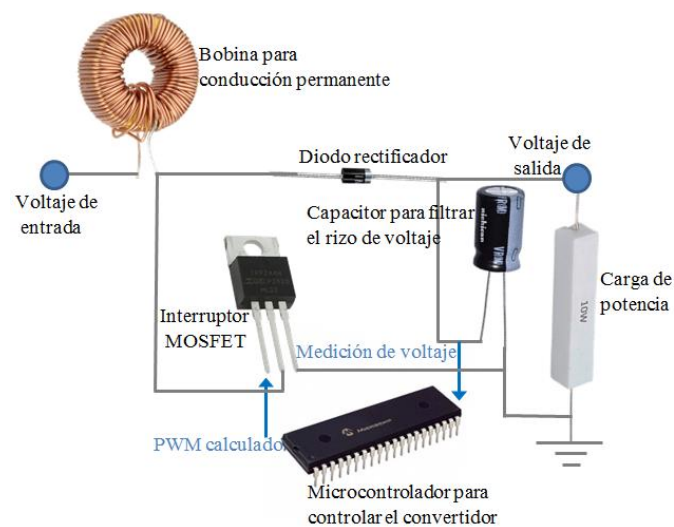 Bobina para
conducción permanente
Voltaje de
entrada
Diodo rectificador
Voltaje de
salida
Capacitor para filtrar
el rizo de voltaje
nichicon
Interruptor
MOSFET
Carga de
potencia
10W
Medición de voltaje
PWM calculado
Microcontrolador para
controlar el convertidor